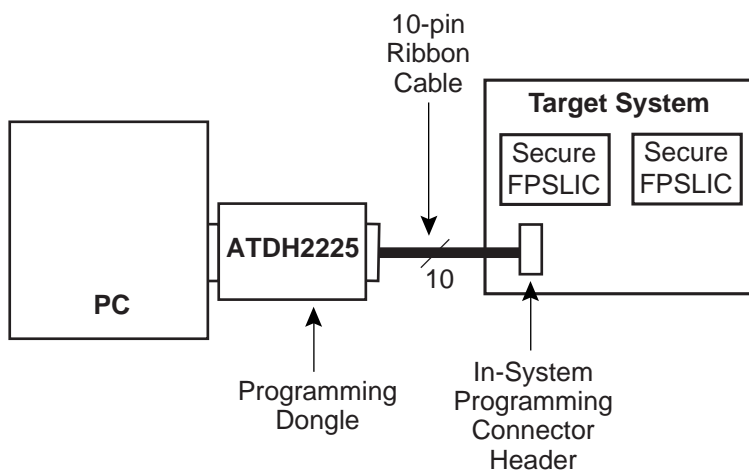 10-pin
Ribbon
Cable
Target System
Secure
FPSLIC
Secure
FPSLIC
ATDH2225
10
PC
Programming
Dongle
In-System
Programming
Connector
Header